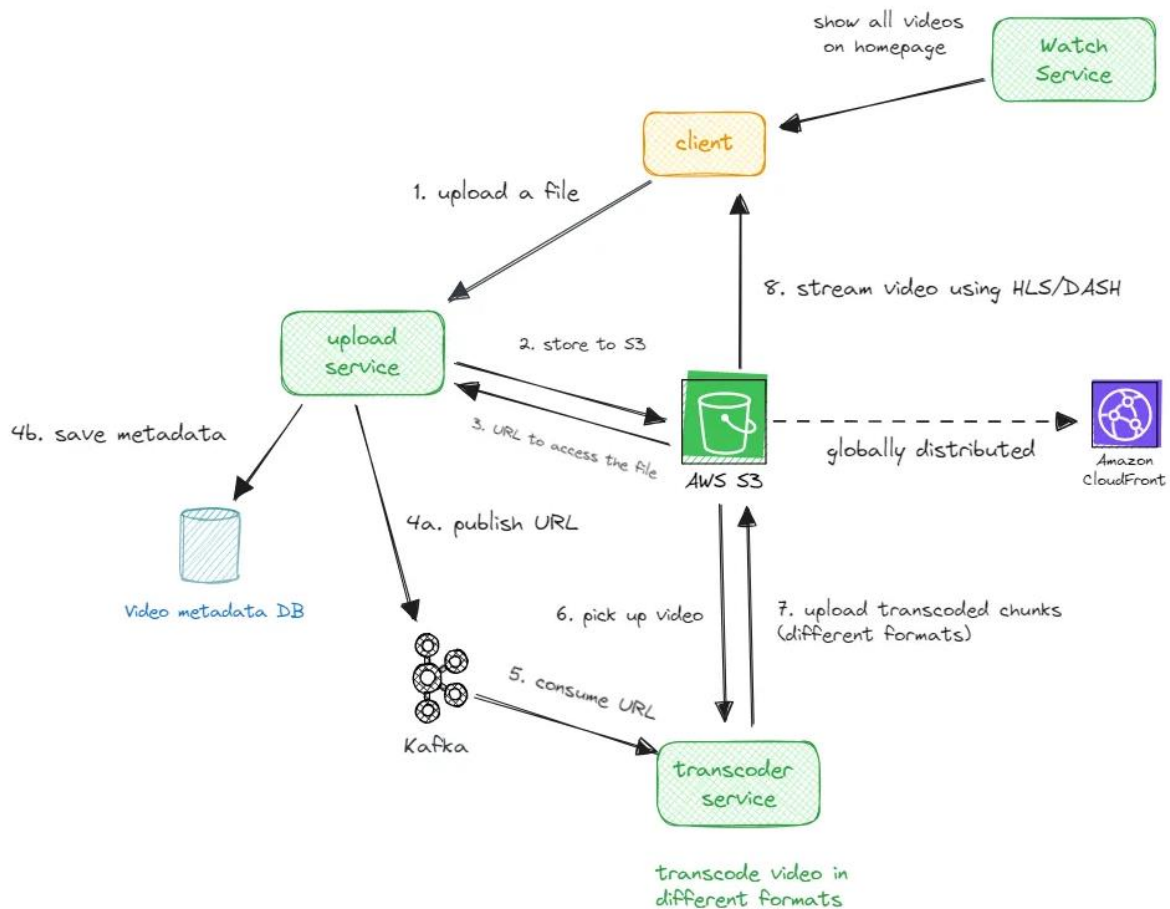 show all videos
on homepage
Watch
Service
client
1. upload a file
8. stream video using HLS/DASH
upload
service
2. store to S3
3. URL to access the file
4b. save metadata
AWS S3
globally distributed
Amazon
CloudFront
4a. publish URL
Video metadata DB
6. pick up video
7. upload transcoded chunks
(different formats)
5. consume URL
Kafka
transcoder
service
transcode video in
different formats